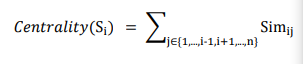 Centrality(Sᵢ) = ∑j∈{1,...,i-1,i+1,...,n} Simᵢⱼ